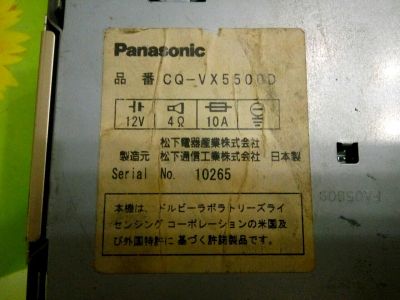 Panasonic
品 番 CQ-VX5500D
12V 4Ω 10A
松下電器産業株式会社
製造元 松下通信工業株式会社 日本製
Serial No. 10265
本機は、ドルビーラボラトリーズライ
センシングコーポレーションの米国及
び外国特許に基づく許諾製品です。